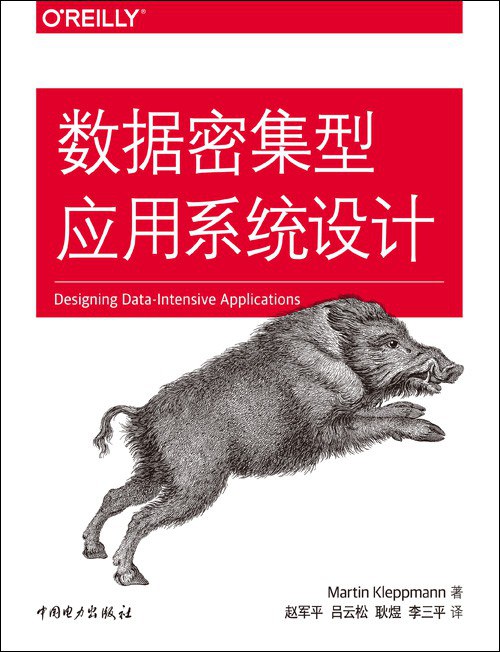 O'REILLY®
数据密集型
应用系统设计
Designing Data-Intensive Applications
Martin Kleppmann 著
赵军平 吕云松 耿煜 李三平 译
中国电力出版社